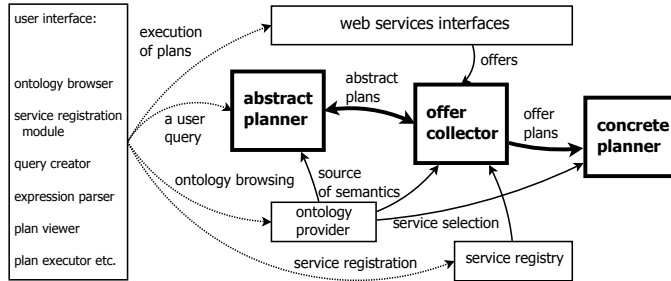 user interface:
ontology browser
service registration
module
query creator
expression parser
plan viewer
plan executor etc.
execution
of plans
web services interfaces
offers
abstract
planner
abstract
plans
offer
collector
offer
plans
concrete
planner
a user
query
ontology browsing
source
of semantics
ontology
provider
service selection
service registration
service registry